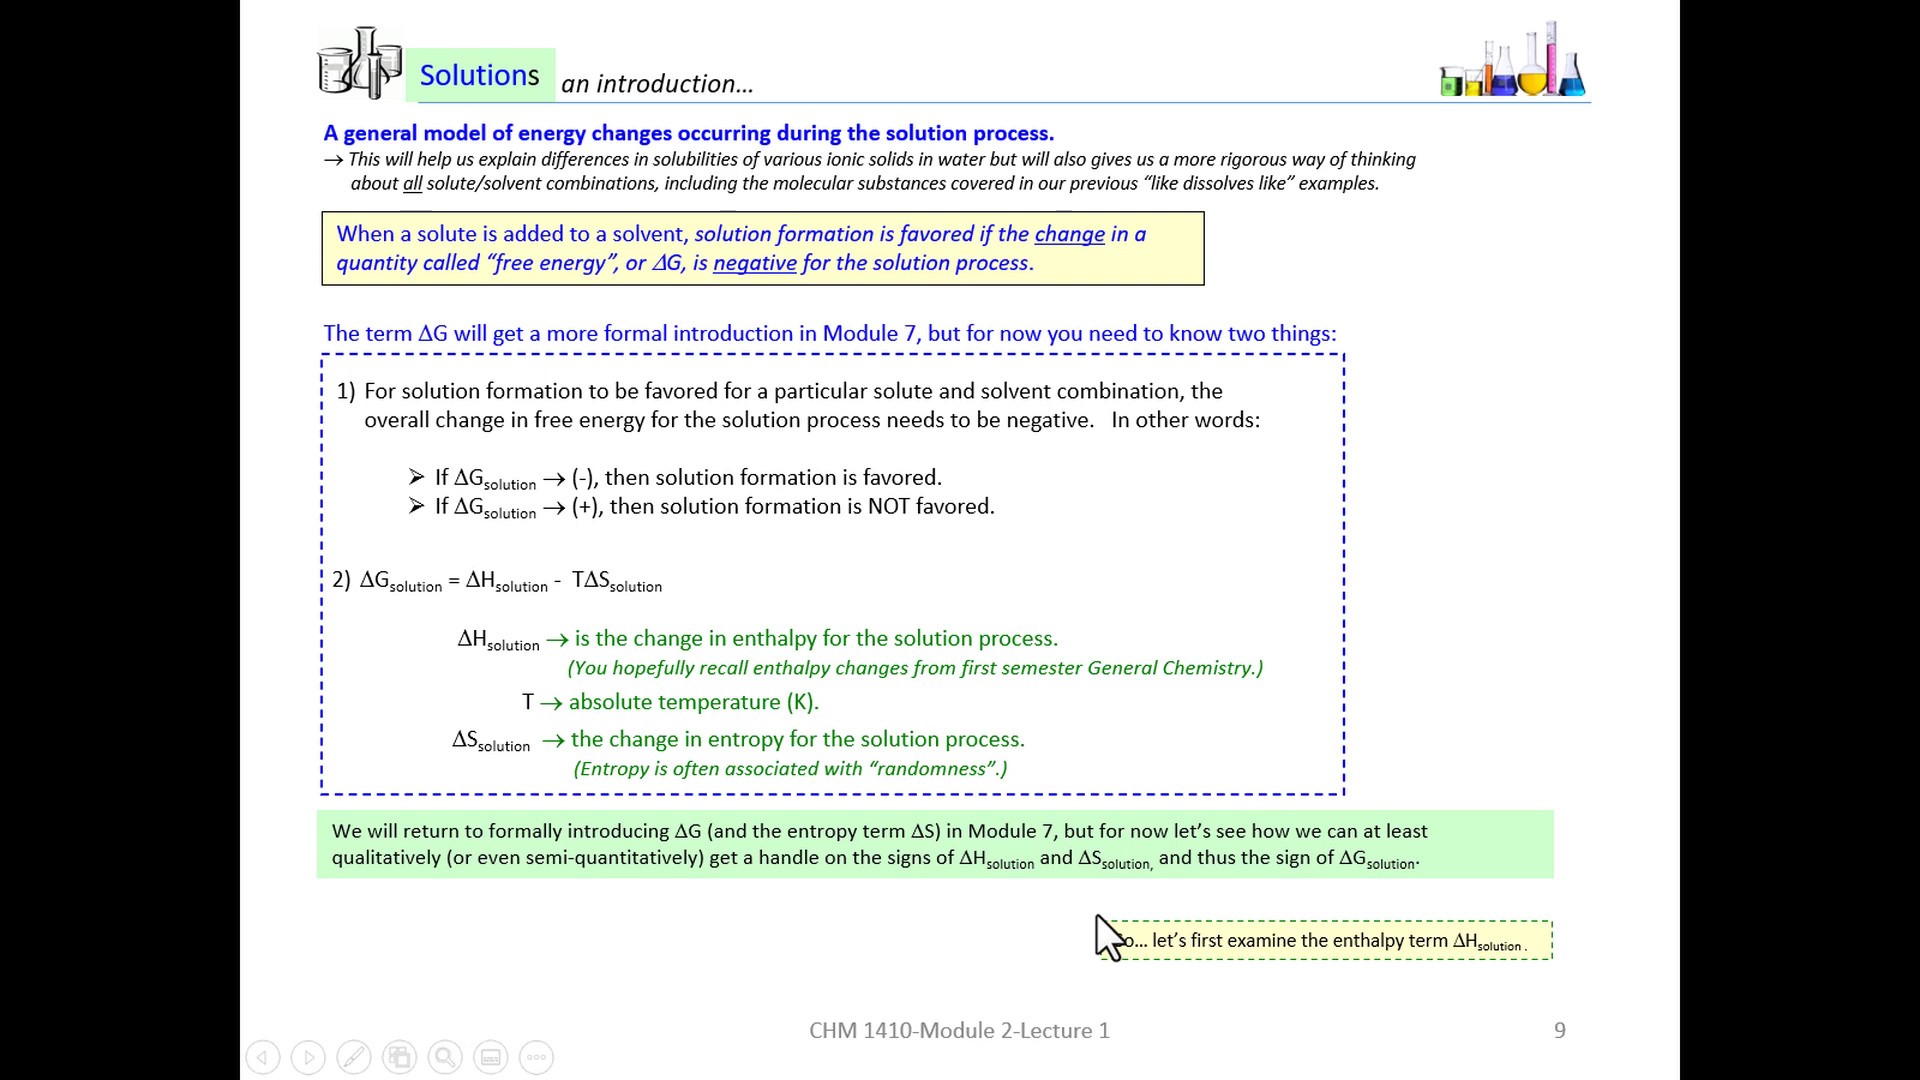 Solutions an introduction...
A general model of energy changes occurring during the solution process.
→ This will help us explain differences in solubilities of various ionic solids in water but will also gives us a more rigorous way of thinking
about all solute/solvent combinations, including the molecular substances covered in our previous “like dissolves like” examples.
When a solute is added to a solvent, solution formation is favored if the change in a
quantity called “free energy”, or ΔG, is negative for the solution process.
The term ΔG will get a more formal introduction in Module 7, but for now you need to know two things:
1) For solution formation to be favored for a particular solute and solvent combination, the
overall change in free energy for the solution process needs to be negative. In other words:
➢ If ΔGsolution → (-), then solution formation is favored.
➢ If ΔGsolution → (+), then solution formation is NOT favored.
2) ΔGsolution = ΔHsolution - TΔSsolution
ΔHsolution → is the change in enthalpy for the solution process.
(You hopefully recall enthalpy changes from first semester General Chemistry.)
T → absolute temperature (K).
ΔSsolution → the change in entropy for the solution process.
(Entropy is often associated with “randomness”.)
We will return to formally introducing ΔG (and the entropy term ΔS) in Module 7, but for now let’s see how we can at least
qualitatively (or even semi-quantitatively) get a handle on the signs of ΔHsolution and ΔSsolution, and thus the sign of ΔGsolution.
let’s first examine the enthalpy term ΔHsolution .
CHM 1410-Module 2-Lecture 1
9